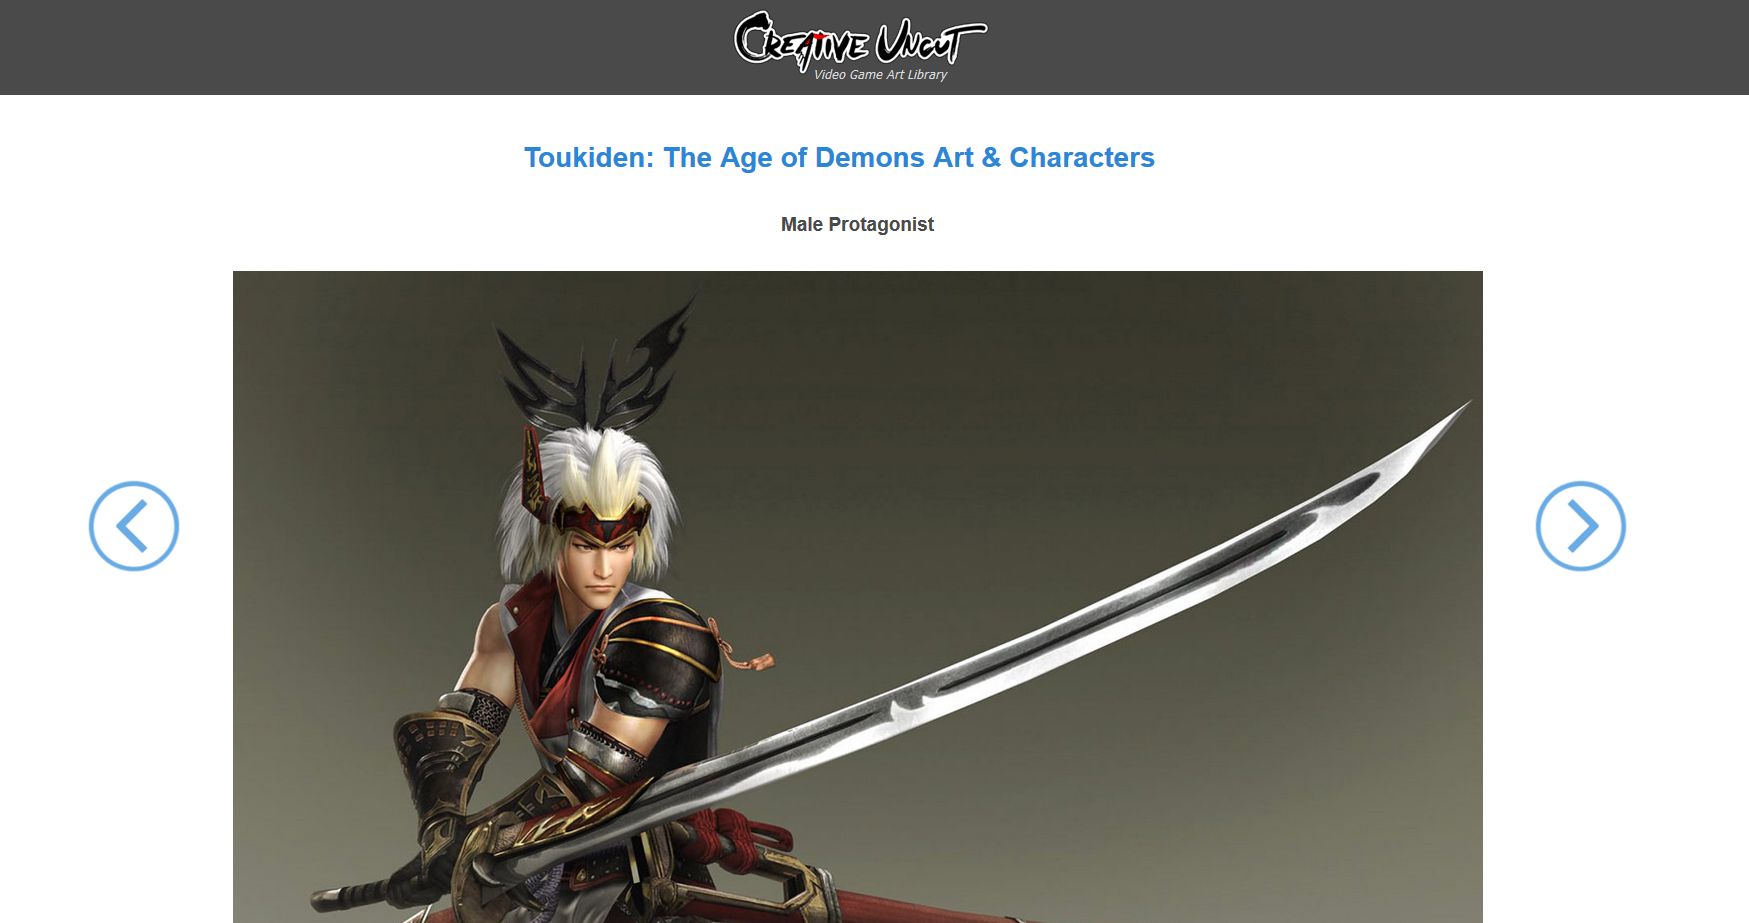 Creative Uncut
Video Game Art Library
Toukiden: The Age of Demons Art & Characters
Male Protagonist